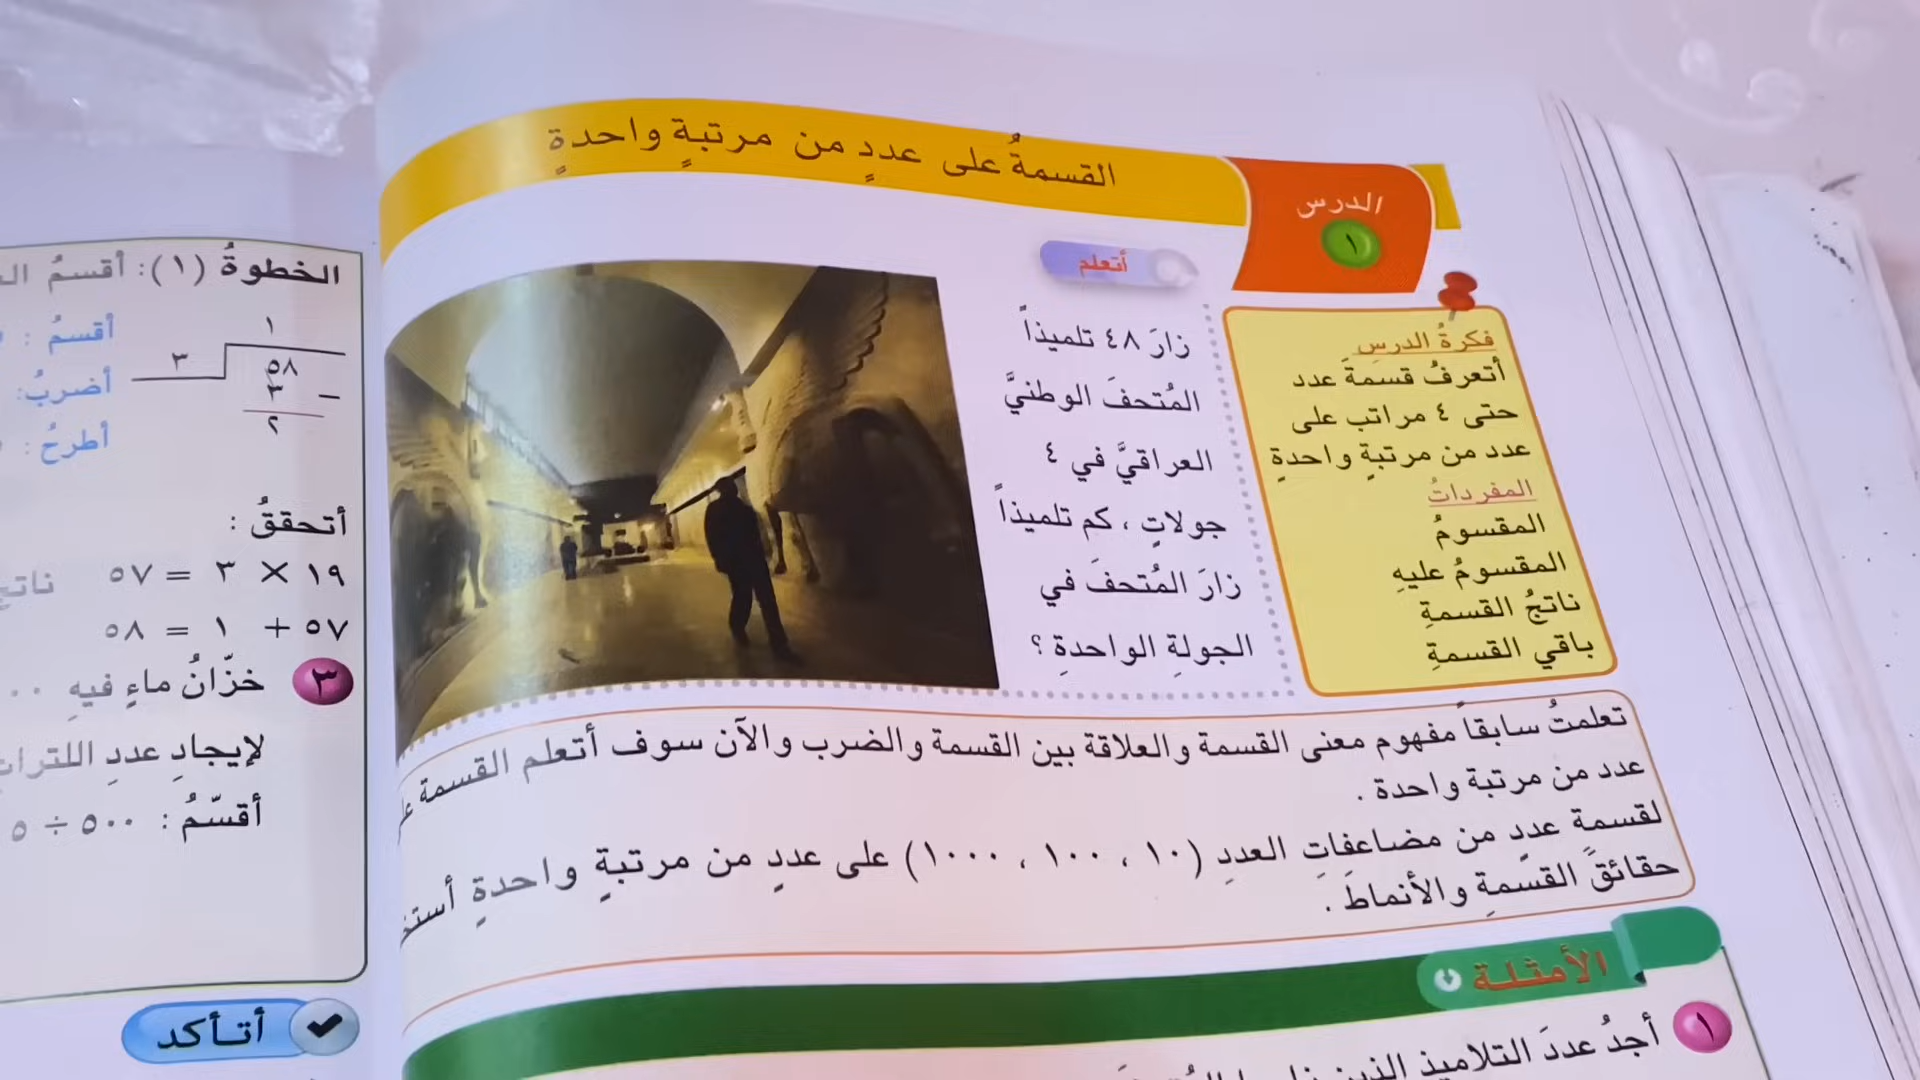 القسمةُ على عددٍ من مرتبةٍ واحدةٍ
الدرس
١
أتعلم
زارَ ٤٨ تلميذاً
المُتحفَ الوطنيَّ
العراقيَّ في ٤
جولاتٍ ، كم تلميذاً
زارَ المُتحفَ في
الجولةِ الواحدةِ ؟
فكرةُ الدرسِ
أتعرفُ قسمةَ عدد
حتى ٤ مراتب على
عدد من مرتبةٍ واحدةٍ
المفرداتُ
المقسومُ
المقسومُ عليهِ
ناتجُ القسمةِ
باقي القسمةِ
تعلمتُ سابقاً مفهوم معنى القسمة والعلاقة بين القسمة والضرب والآن سوف أتعلم القسمة
عدد من مرتبة واحدة .
لقسمةِ عددٍ من مضاعفاتِ العددِ (١٠ ، ١٠٠ ، ١٠٠٠) على عددٍ من مرتبةٍ واحدةٍ
حقائقَ القسمةِ والأنماطَ .
الأمثلة
١ أجدُ عددَ التلاميذِ الذين
الخطوةُ (١): أقسمُ
١
أقسمُ :
٣ ٥٨
أضربُ:
٣ −
أطرحُ :
٢
أتحققُ :
١٩ × ٣ = ٥٧
٥٧ + ١ = ٥٨
٣ خزّانُ ماءٍ فيهِ
لإيجادِ عددِ اللتراتِ
أقسّمُ : ٥٠٠ ÷ ٥
أتأكد